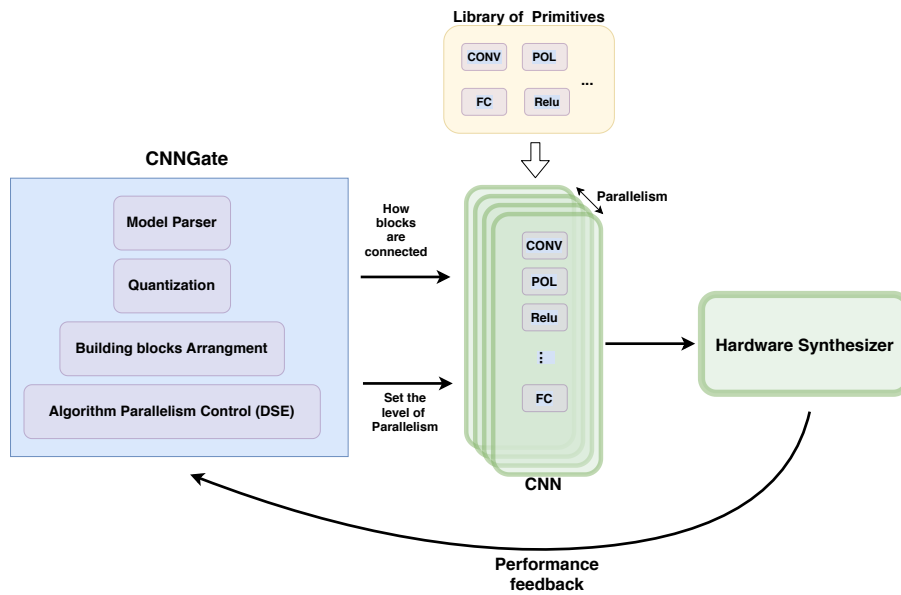 Library of Primitives
CONV
POL
...
FC
Relu
CNNGate
Model Parser
Quantization
Building blocks Arrangment
Algorithm Parallelism Control (DSE)
How
blocks
are
connected
Set the
level of
Parallelism
Parallelism
CONV
POL
Relu
FC
CNN
Hardware Synthesizer
Performance
feedback